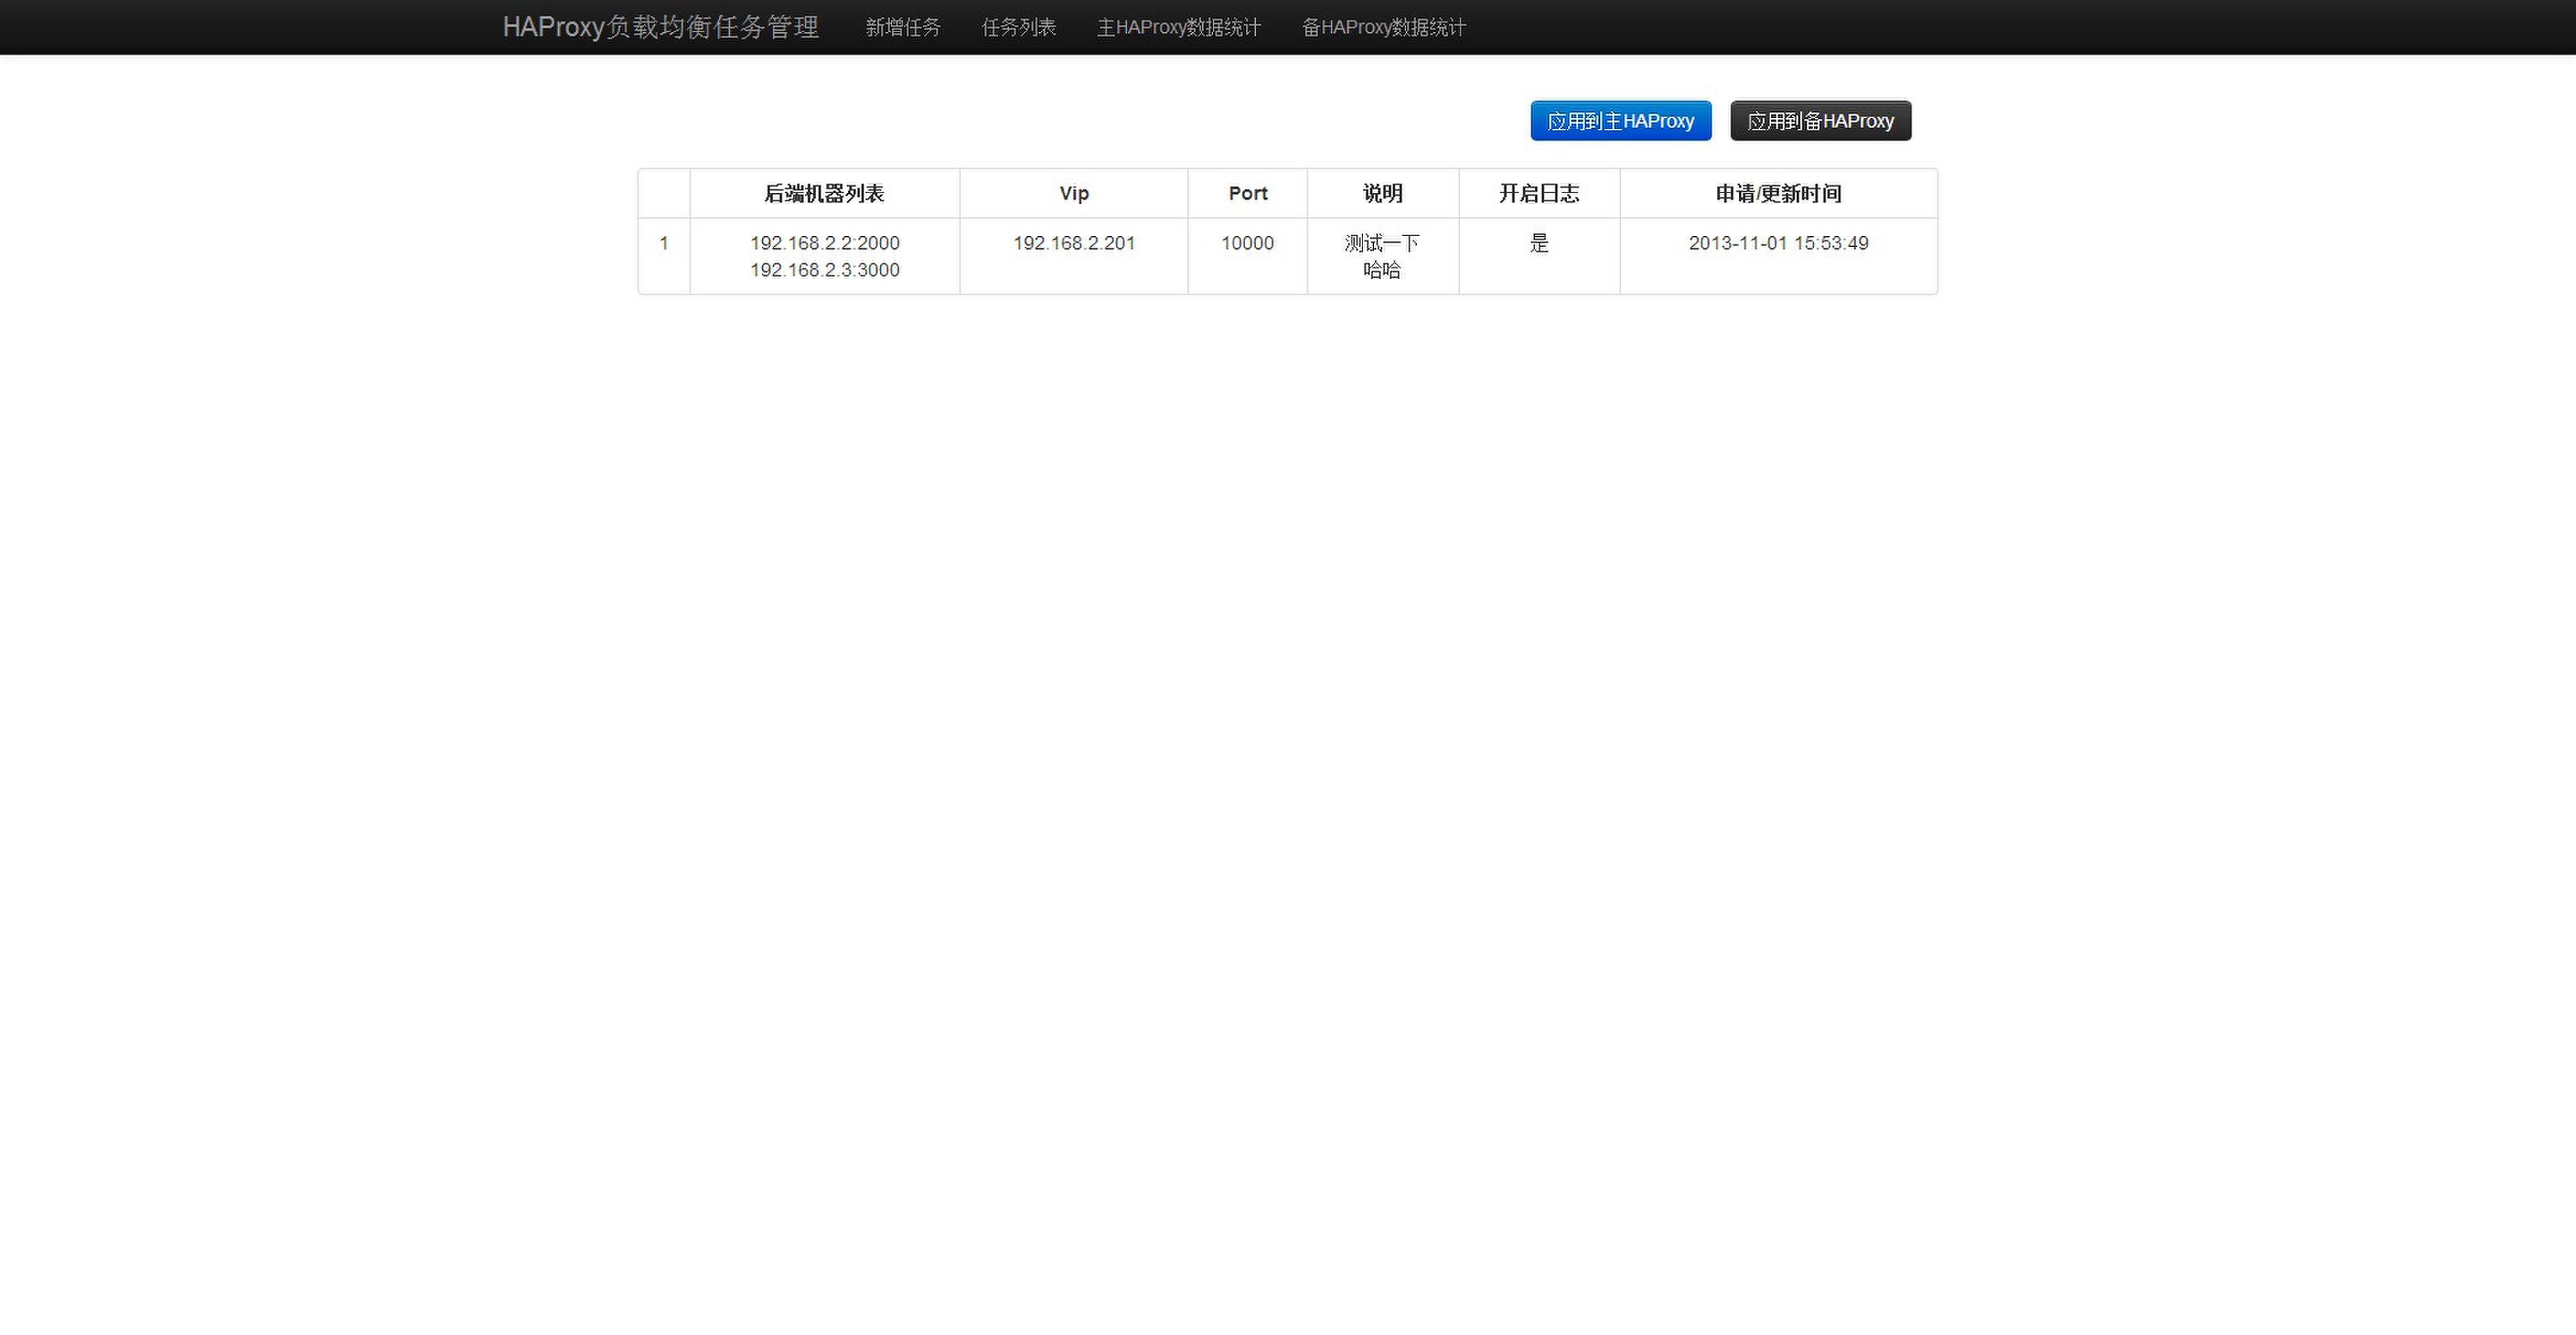 HAProxy负载均衡任务管理 新增任务 任务列表 主HAProxy数据统计 备HAProxy数据统计
应用到主HAProxy 应用到备HAProxy
后端机器列表 Vip Port 说明 开启日志 申请/更新时间
1 192.168.2.2:2000 192.168.2.201 10000 测试一下 是 2013-11-01 15:53:49
192.168.2.3:3000 哈哈